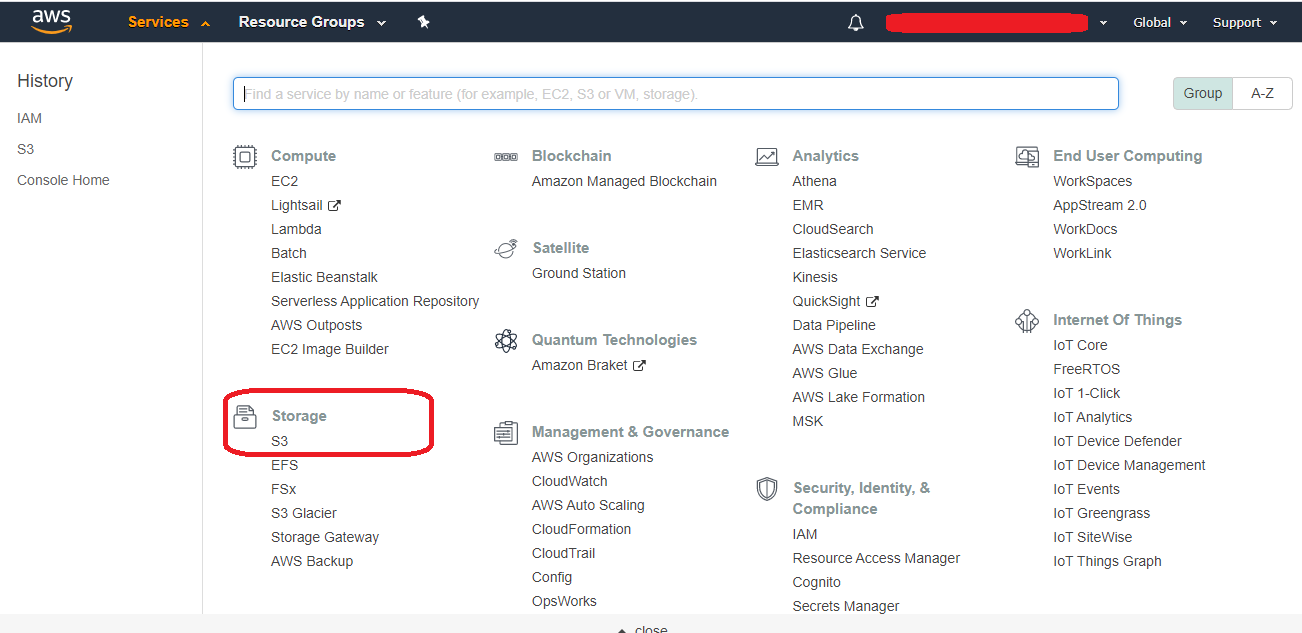 aws
Services
Resource Groups
Global
Support
History
IAM
S3
Console Home
Find a service by name or feature (for example, EC2, S3 or VM, storage).
Group
A-Z
Compute
EC2
Lightsail
Lambda
Batch
Elastic Beanstalk
Serverless Application Repository
AWS Outposts
EC2 Image Builder
Storage
S3
EFS
FSx
S3 Glacier
Storage Gateway
AWS Backup
Blockchain
Amazon Managed Blockchain
Satellite
Ground Station
Quantum Technologies
Amazon Braket
Management & Governance
AWS Organizations
CloudWatch
AWS Auto Scaling
CloudFormation
CloudTrail
Config
OpsWorks
Analytics
Athena
EMR
CloudSearch
Elasticsearch Service
Kinesis
QuickSight
Data Pipeline
AWS Data Exchange
AWS Glue
AWS Lake Formation
MSK
Security, Identity, &
Compliance
IAM
Resource Access Manager
Cognito
Secrets Manager
End User Computing
WorkSpaces
AppStream 2.0
WorkDocs
WorkLink
Internet Of Things
IoT Core
FreeRTOS
IoT 1-Click
IoT Analytics
IoT Device Defender
IoT Device Management
IoT Events
IoT Greengrass
IoT SiteWise
IoT Things Graph
close